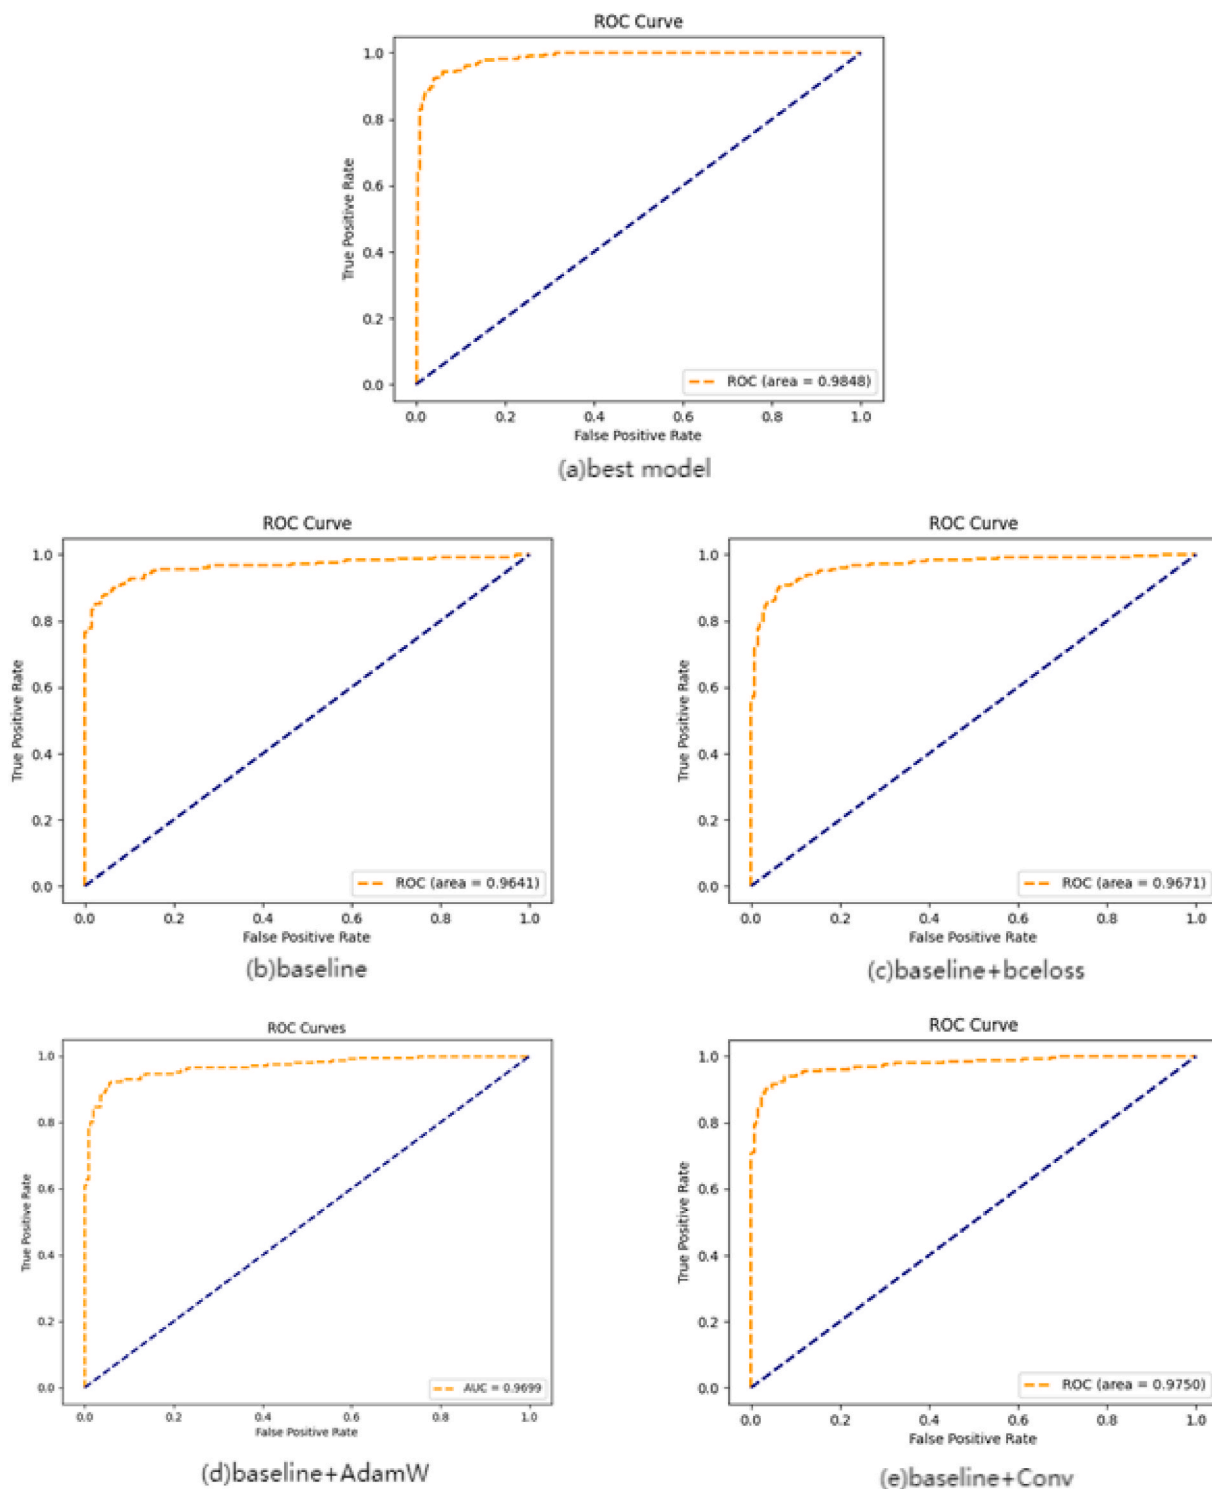 ROC Curve
True Positive Rate
1.0
0.8
0.6
0.4
0.2
0.0
ROC (area = 0.9848)
0.0 0.2 0.4 0.6 0.8 1.0
False Positive Rate
(a)best model
ROC Curve
True Positive Rate
1.0
0.8
0.6
0.4
0.2
0.0
ROC (area = 0.9641)
0.0 0.2 0.4 0.6 0.8 1.0
False Positive Rate
(b)baseline
ROC Curve
True Positive Rate
1.0
0.8
0.6
0.4
0.2
0.0
ROC (area = 0.9671)
0.0 0.2 0.4 0.6 0.8 1.0
False Positive Rate
(c)baseline+bceloss
ROC Curves
True Positive Rate
1.0
0.8
0.6
0.4
0.2
0.0
AUC = 0.9699
0.0 0.2 0.4 0.6 0.8 1.0
False Positive Rate
(d)baseline+AdamW
ROC Curve
True Positive Rate
1.0
0.8
0.6
0.4
0.2
0.0
ROC (area = 0.9750)
0.0 0.2 0.4 0.6 0.8 1.0
False Positive Rate
(e)baseline+Conv